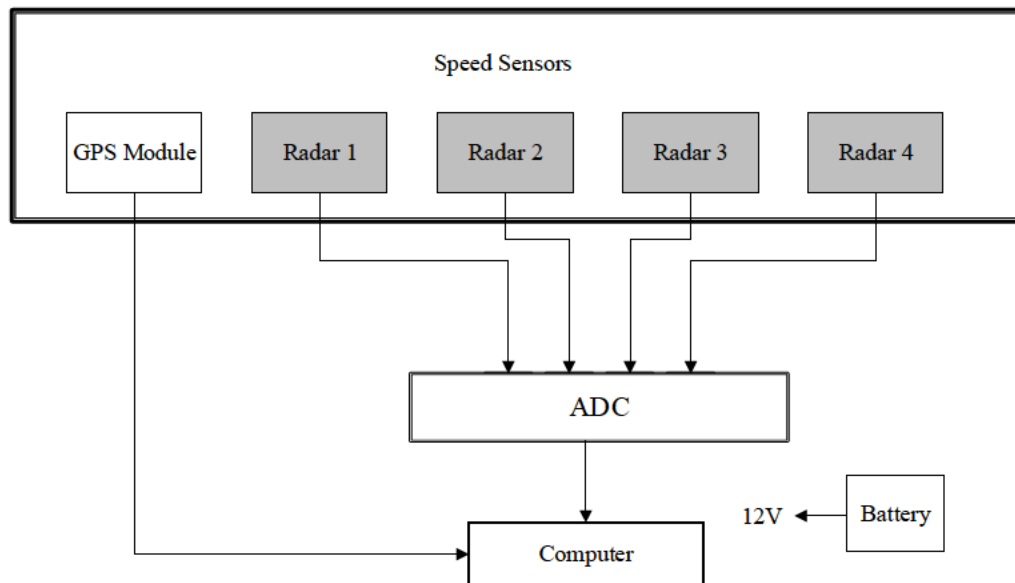 Speed Sensors
GPS Module
Radar 1
Radar 2
Radar 3
Radar 4
ADC
12V
Battery
Computer